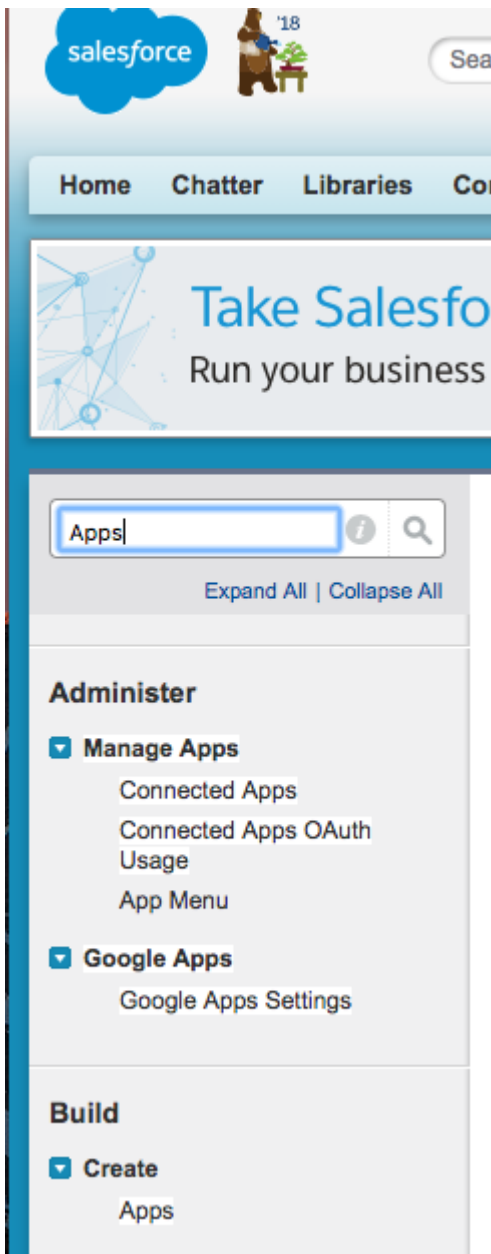 salesforce
'18
Sea
Home Chatter Libraries Co
Take Salesfo
Run your business
Apps
Expand All | Collapse All
Administer
Manage Apps
Connected Apps
Connected Apps OAuth
Usage
App Menu
Google Apps
Google Apps Settings
Build
Create
Apps